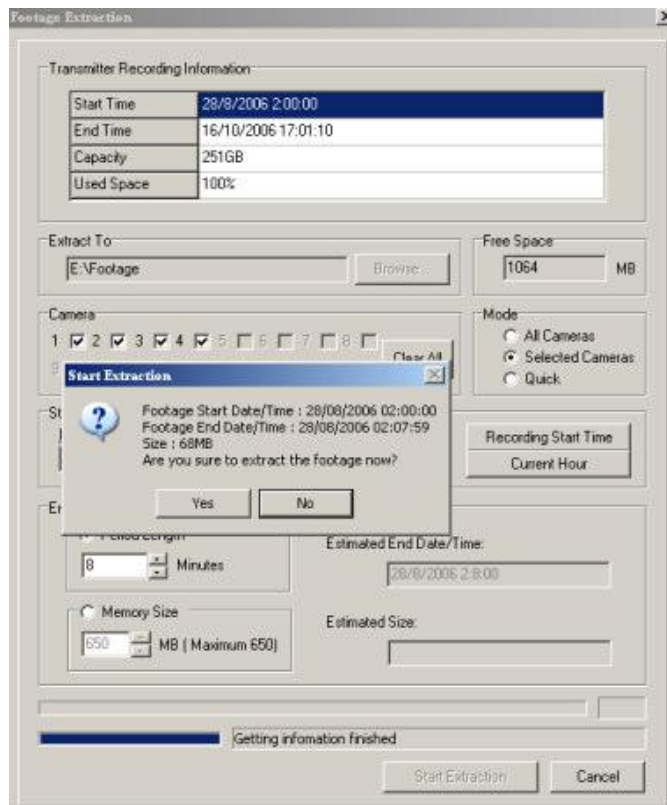 Footage Extraction
Transmitter Recording Information
Start Time 28/8/2006 2:00:00
End Time 16/10/2006 17:01:10
Capacity 251GB
Used Space 100%
Extract To
E:\Footage Browse...
Free Space
1064 MB
Camera
1 2 3 4 5 6 7 8
Clear All
Mode
All Cameras
Selected Cameras
Quick
Start Extraction
Footage Start Date/Time : 28/08/2006 02:00:00
Footage End Date/Time : 28/08/2006 02:07:59
Size : 68MB
Are you sure to extract the footage now?
Yes No
Recording Start Time
Current Hour
Period Length
8 Minutes
Estimated End Date/Time:
28/8/2006 2:8:00
Memory Size
650 MB ( Maximum 650)
Estimated Size:
Getting infomation finished
Start Extraction Cancel